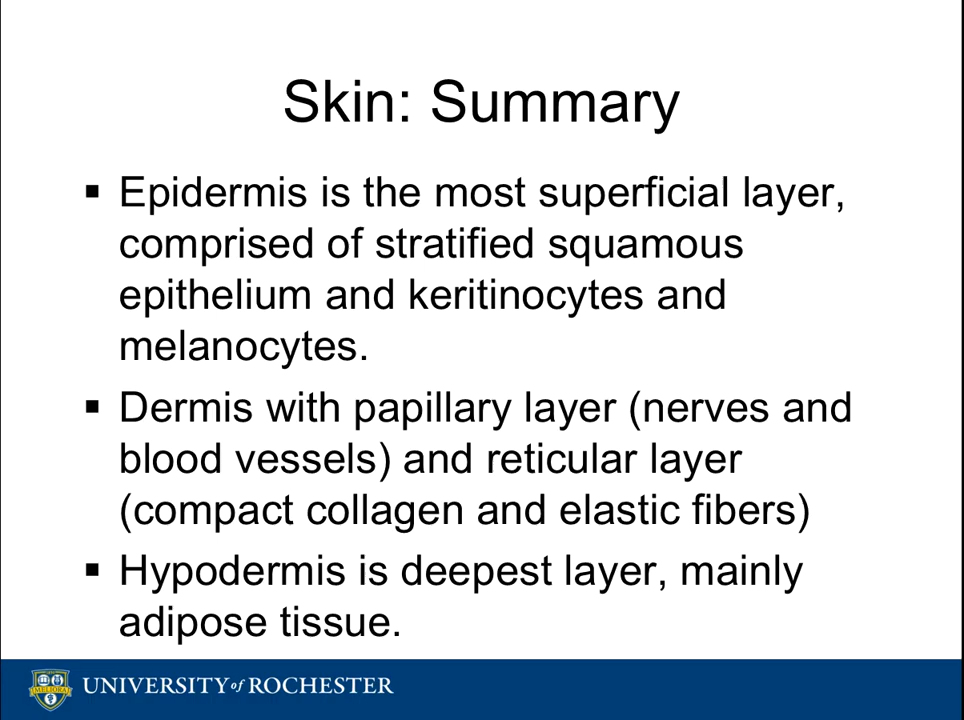 Skin: Summary
▪ Epidermis is the most superficial layer,
comprised of stratified squamous
epithelium and keritinocytes and
melanocytes.
▪ Dermis with papillary layer (nerves and
blood vessels) and reticular layer
(compact collagen and elastic fibers)
▪ Hypodermis is deepest layer, mainly
adipose tissue.
MELIORA
UNIVERSITY of ROCHESTER